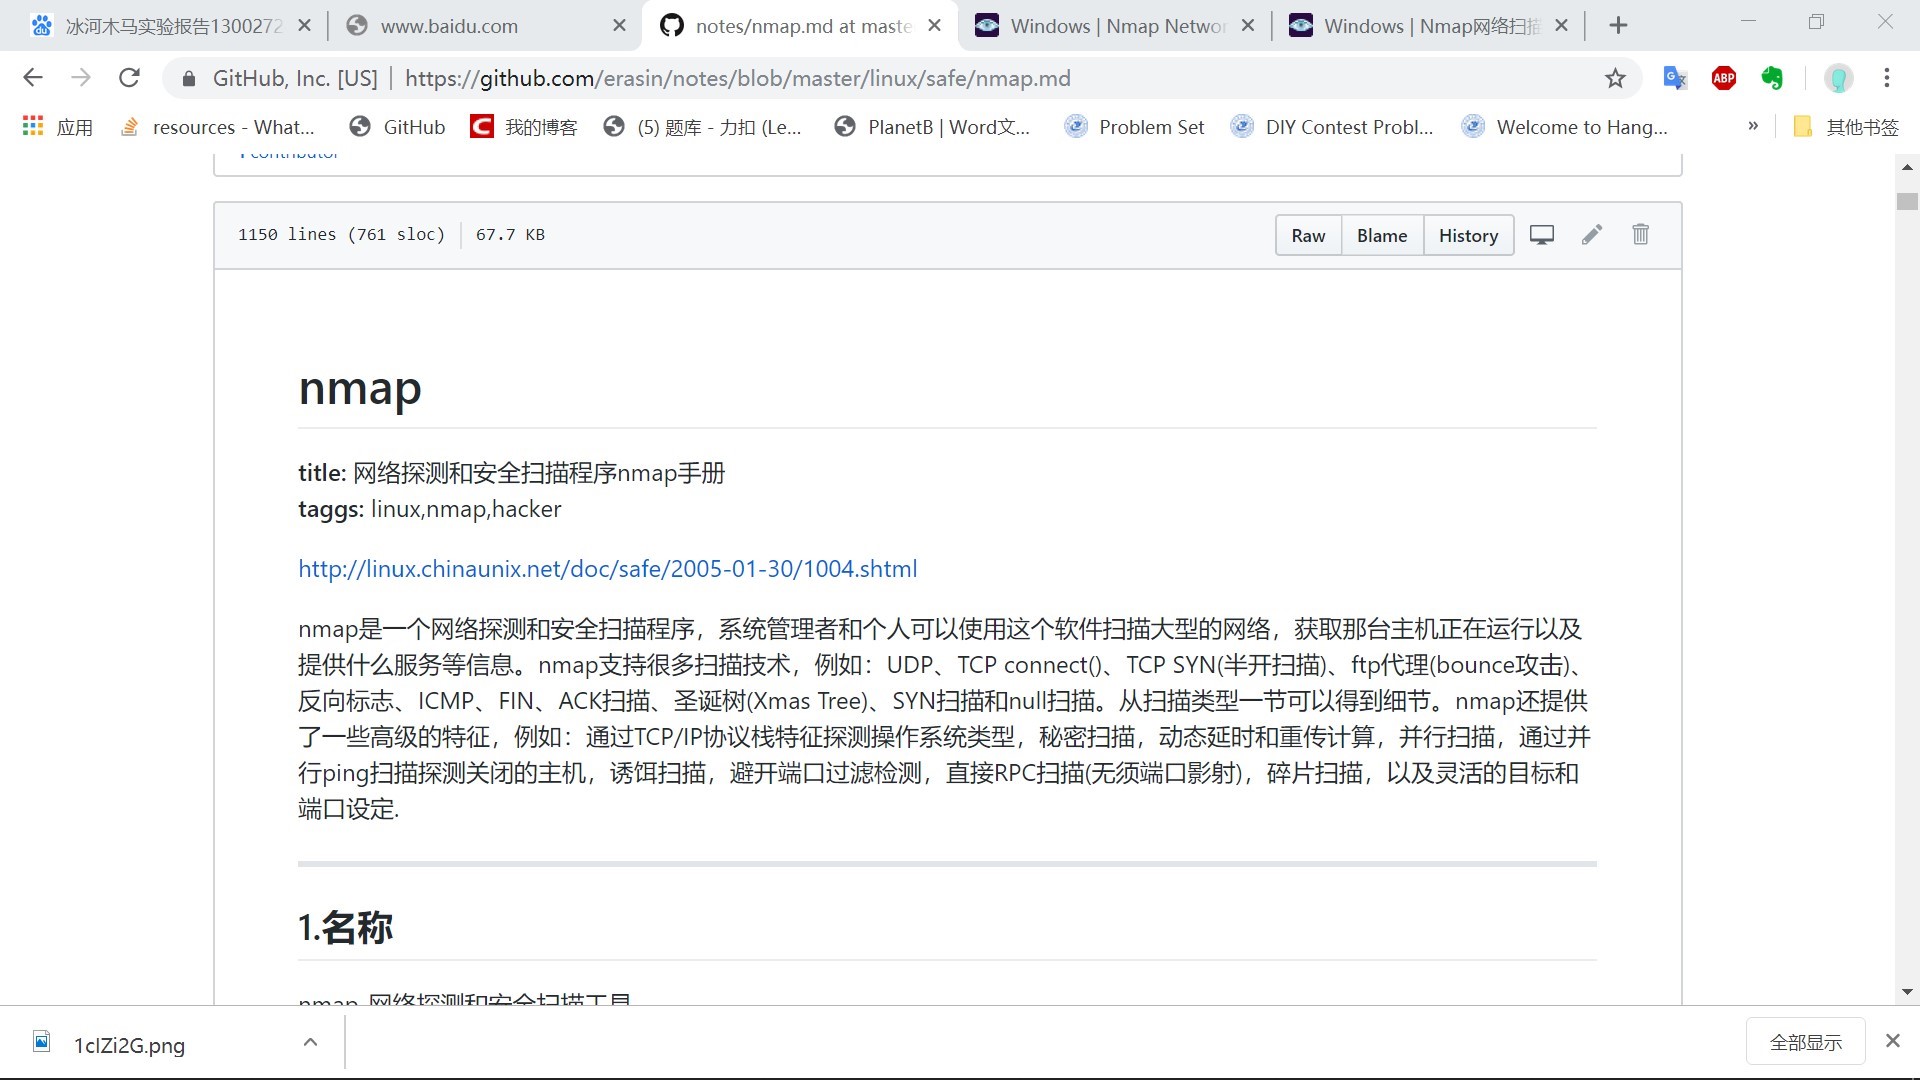 冰河木马实验报告1300272
www.baidu.com
notes/nmap.md at maste
Windows | Nmap Networ
Windows | Nmap网络扫描
GitHub, Inc. [US] | https://github.com/erasin/notes/blob/master/linux/safe/nmap.md
应用
resources - What...
GitHub
我的博客
(5) 题库 - 力扣 (Le...
PlanetB | Word文...
Problem Set
DIY Contest Probl...
Welcome to Hang...
»
其他书签
1 contributor
1150 lines (761 sloc)
67.7 KB
Raw
Blame
History
nmap
title: 网络探测和安全扫描程序nmap手册
taggs: linux,nmap,hacker
http://linux.chinaunix.net/doc/safe/2005-01-30/1004.shtml
nmap是一个网络探测和安全扫描程序，系统管理者和个人可以使用这个软件扫描大型的网络，获取那台主机正在运行以及
提供什么服务等信息。nmap支持很多扫描技术，例如：UDP、TCP connect()、TCP SYN(半开扫描)、ftp代理(bounce攻击)、
反向标志、ICMP、FIN、ACK扫描、圣诞树(Xmas Tree)、SYN扫描和null扫描。从扫描类型一节可以得到细节。nmap还提供
了一些高级的特征，例如：通过TCP/IP协议栈特征探测操作系统类型，秘密扫描，动态延时和重传计算，并行扫描，通过并
行ping扫描探测关闭的主机，诱饵扫描，避开端口过滤检测，直接RPC扫描(无须端口影射)，碎片扫描，以及灵活的目标和
端口设定.
1.名称
nmap-网络探测和安全扫描工具
1cIZi2G.png
全部显示
ABP